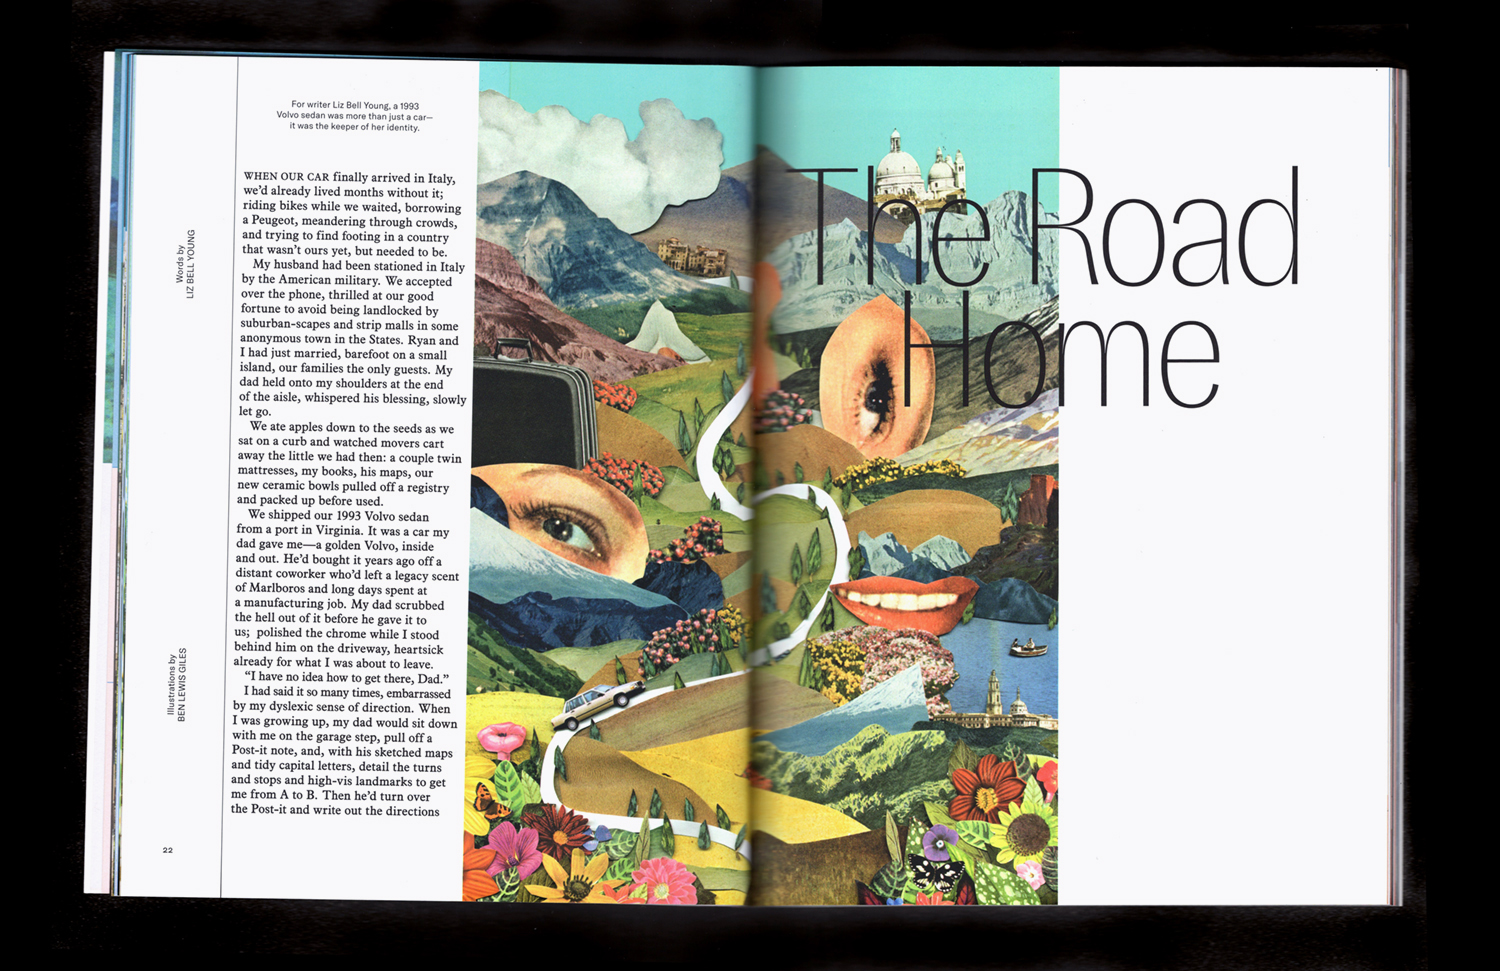 For writer Liz Bell Young, a 1993
Volvo sedan was more than just a car—
it was the keeper of her identity.
WHEN OUR CAR finally arrived in Italy,
we’d already lived months without it;
riding bikes while we waited, borrowing
a Peugeot, meandering through crowds,
and trying to find footing in a country
that wasn’t ours yet, but needed to be.
My husband had been stationed in Italy
by the American military. We accepted
over the phone, thrilled at our good
fortune to avoid being landlocked by
suburban-scapes and strip malls in some
anonymous town in the States. Ryan and
I had just married, barefoot on a small
island, our families the only guests. My
dad held onto my shoulders at the end
of the aisle, whispered his blessing, slowly
let go.
We ate apples down to the seeds as we
sat on a curb and watched movers cart
away the little we had then: a couple twin
mattresses, my books, his maps, our
new ceramic bowls pulled off a registry
and packed up before used.
We shipped our 1993 Volvo sedan
from a port in Virginia. It was a car my
dad gave me—a golden Volvo, inside
and out. He’d bought it years ago off a
distant coworker who’d left a legacy scent
of Marlboros and long days spent at
a manufacturing job. My dad scrubbed
the hell out of it before he gave it to
us; polished the chrome while I stood
behind him on the driveway, heartsick
already for what I was about to leave.
“I have no idea how to get there, Dad.”
I had said it so many times, embarrassed
by my dyslexic sense of direction. When
I was growing up, my dad would sit down
with me on the garage step, pull off a
Post-it note, and, with his sketched maps
and tidy capital letters, detail the turns
and stops and high-vis landmarks to get
me from A to B. Then he’d turn over
the Post-it and write out the directions
Words by
LIZ BELL YOUNG
Illustrations by
BEN LEWIS GILES
22
The Road
Home